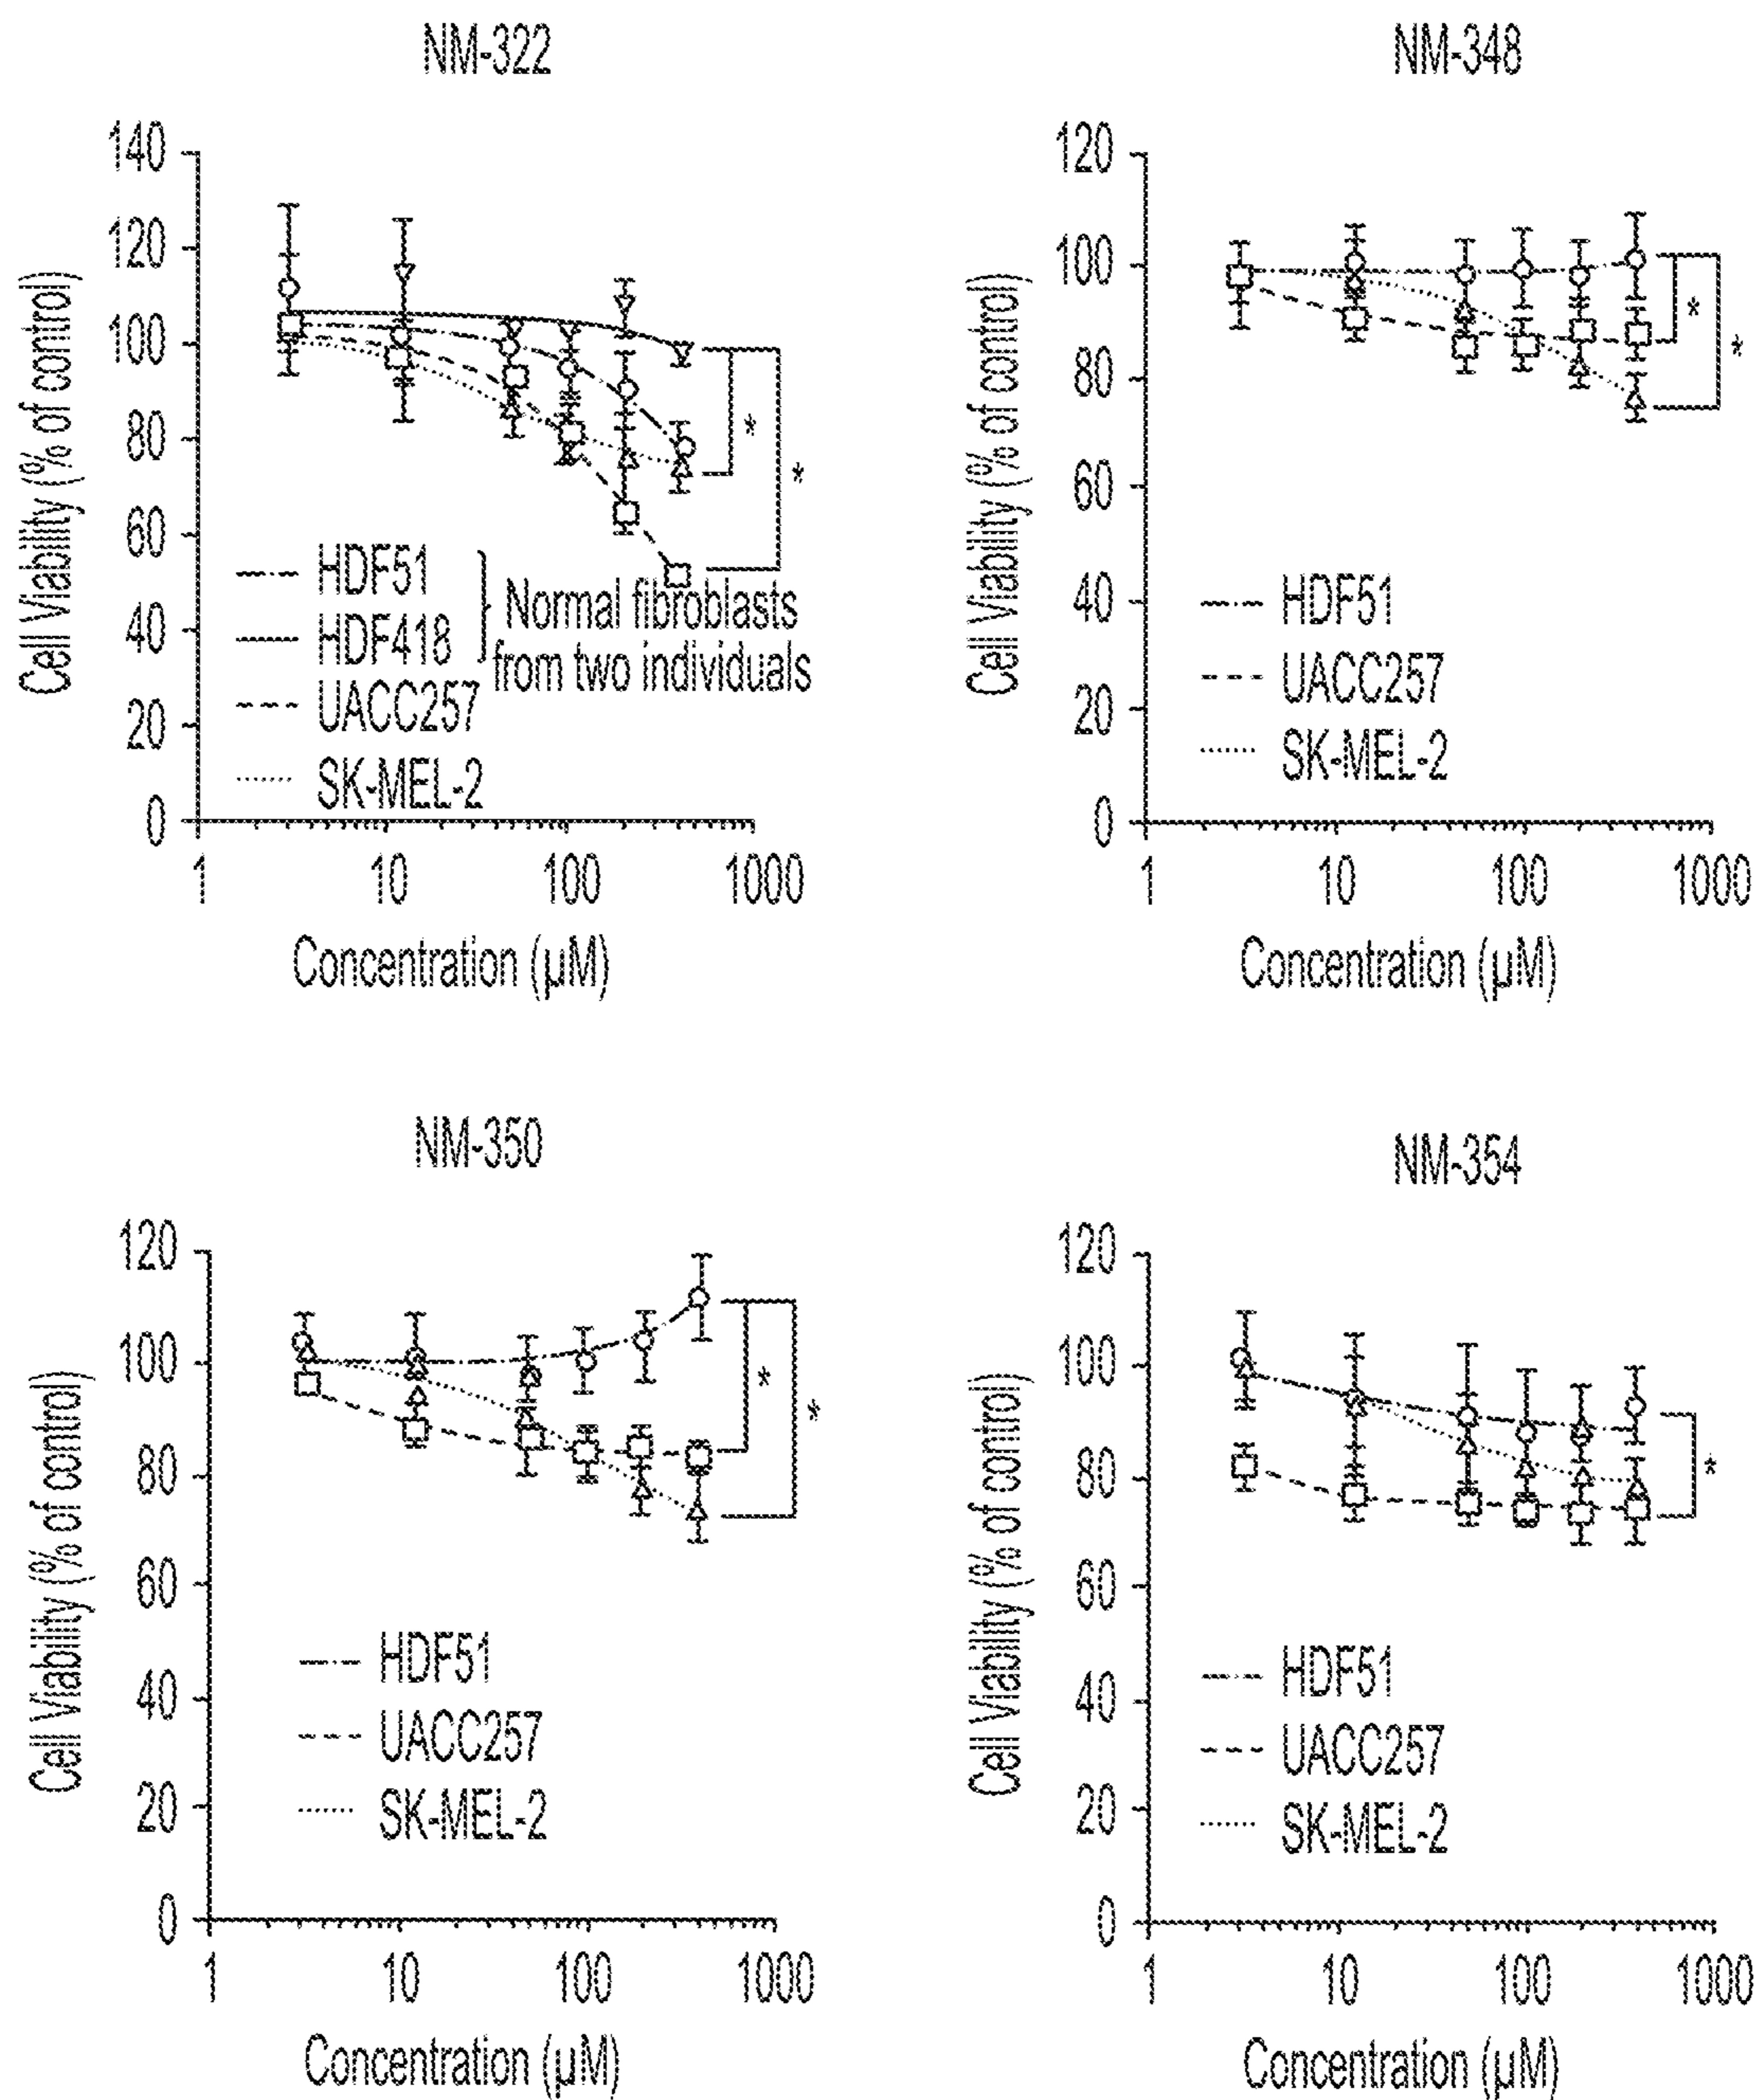 NM-322
Cell Viability (% of control)
140
120
100
80
60
40
20
0
HDF51
HDF418
UACC257
SK-MEL-2
Normal fibroblasts
from two individuals
*
*
1
10
100
1000
Concentration (µM)
NM-348
Cell Viability (% of control)
120
100
80
60
40
20
0
HDF51
UACC257
SK-MEL-2
*
*
1
10
100
1000
Concentration (µM)
NM-350
Cell Viability (% of control)
120
100
80
60
40
20
0
HDF51
UACC257
SK-MEL-2
*
*
1
10
100
1000
Concentration (µM)
NM-354
Cell Viability (% of control)
120
100
80
60
40
20
0
HDF51
UACC257
SK-MEL-2
*
1
10
100
1000
Concentration (µM)